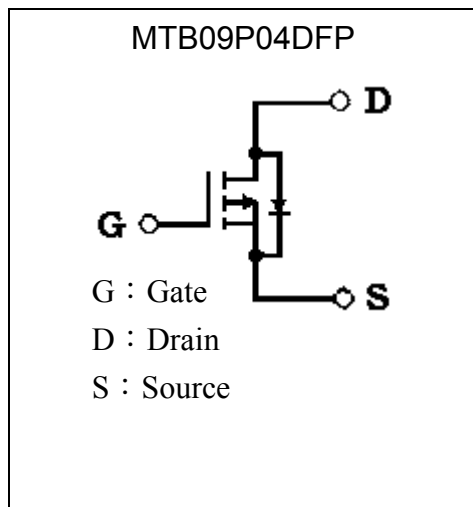 MTB09P04DFP
D
G
S
G：Gate
D：Drain
S：Source